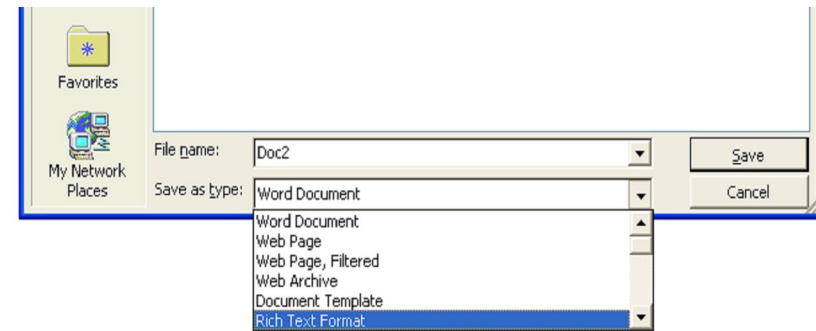 Favorites
My Network
Places
File name:
Doc2
Save
Save as type:
Word Document
Cancel
Word Document
Web Page
Web Page, Filtered
Web Archive
Document Template
Rich Text Format